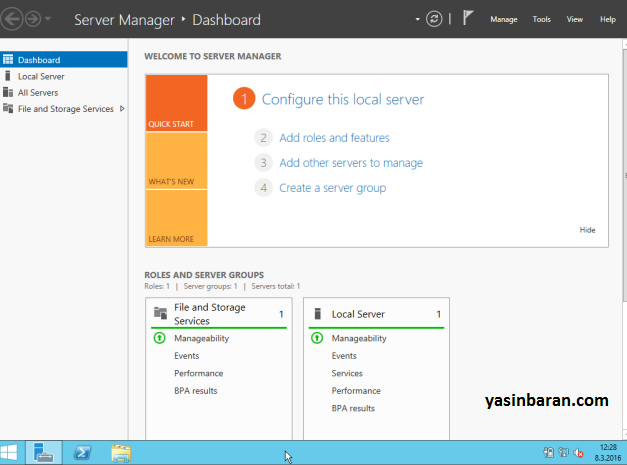 Server Manager ‣ Dashboard
Manage Tools View Help
Dashboard
Local Server
All Servers
File and Storage Services
WELCOME TO SERVER MANAGER
QUICK START
WHAT'S NEW
LEARN MORE
1 Configure this local server
2 Add roles and features
3 Add other servers to manage
4 Create a server group
Hide
ROLES AND SERVER GROUPS
Roles: 1 | Server groups: 1 | Servers total: 1
File and Storage
Services 1
Manageability
Events
Performance
BPA results
Local Server 1
Manageability
Events
Services
Performance
BPA results
yasinbaran.com
12:28
8.3.2016